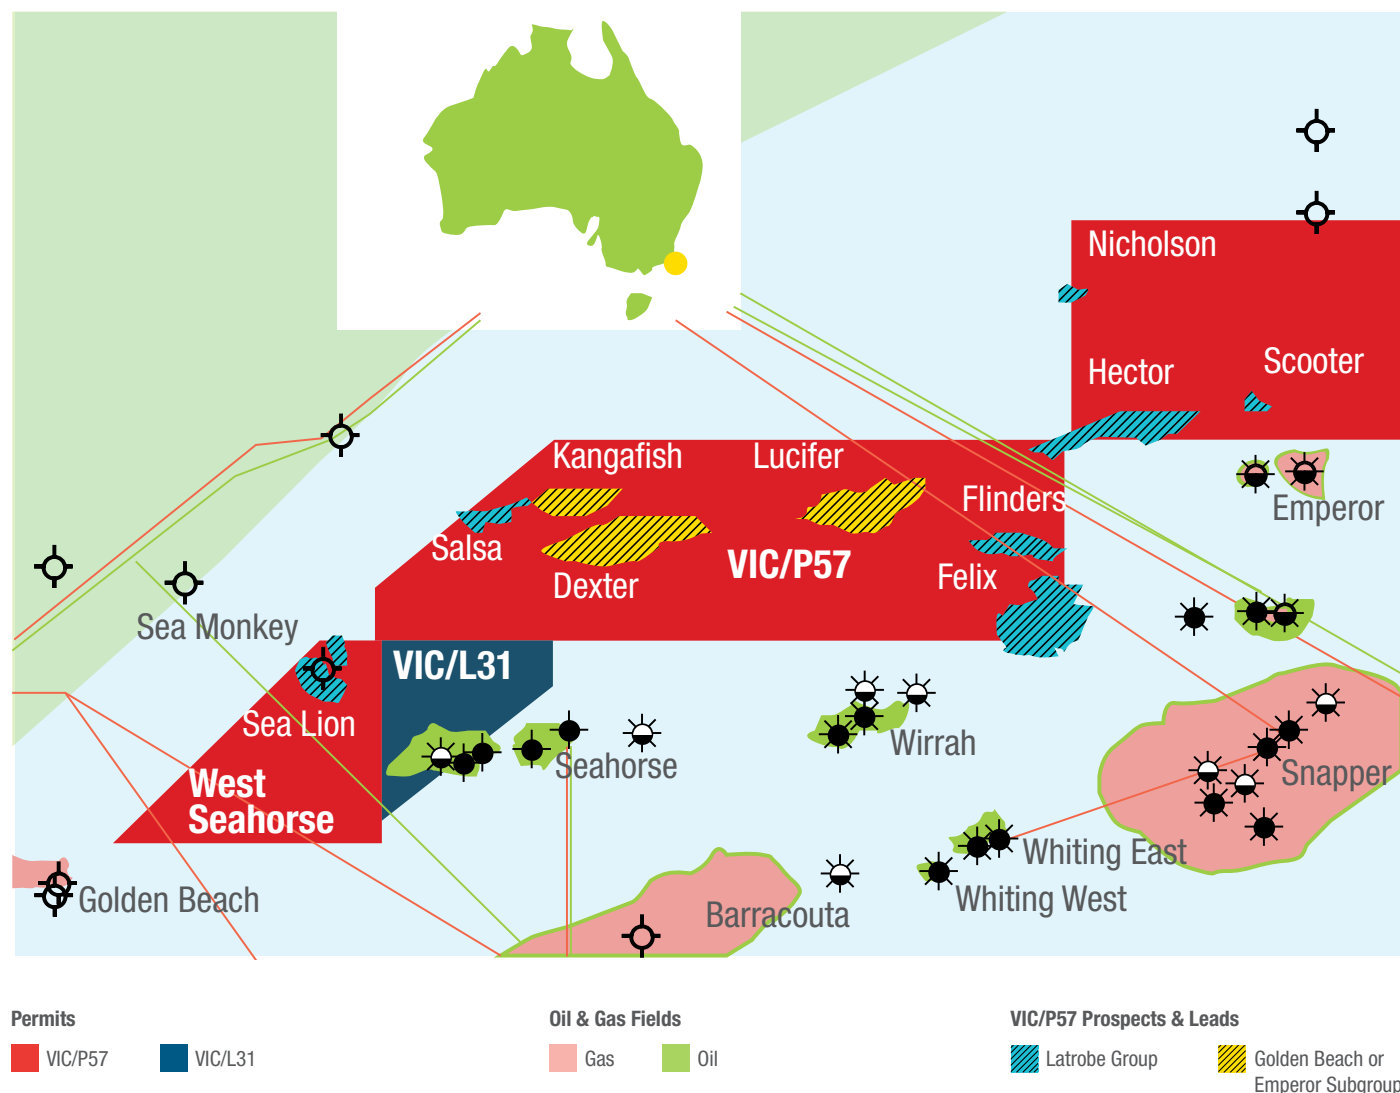 Nicholson
Hector
Scooter
Kangafish
Lucifer
Flinders
Emperor
Salsa
Dexter
VIC/P57
Felix
Sea Monkey
VIC/L31
Sea Lion
West
Seahorse
Seahorse
Wirrah
Snapper
Whiting East
Whiting West
Golden Beach
Barracouta
Permits
VIC/P57
VIC/L31
Oil & Gas Fields
Gas
Oil
VIC/P57 Prospects & Leads
Latrobe Group
Golden Beach or
Emperor Subgroup